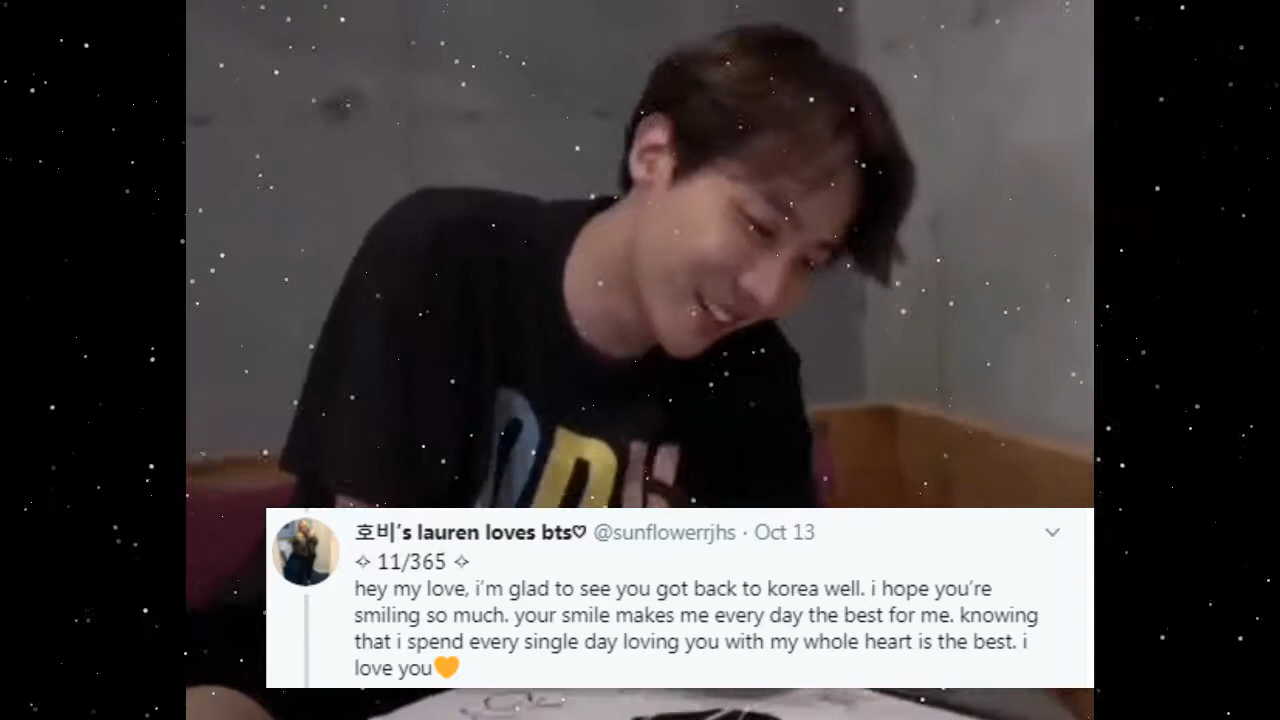 호비's lauren loves bts♡ @sunflowerrjhs · Oct 13
✧ 11/365 ✧
hey my love, i'm glad to see you got back to korea well. i hope you're
smiling so much. your smile makes me every day the best for me. knowing
that i spend every single day loving you with my whole heart is the best. i
love you🧡